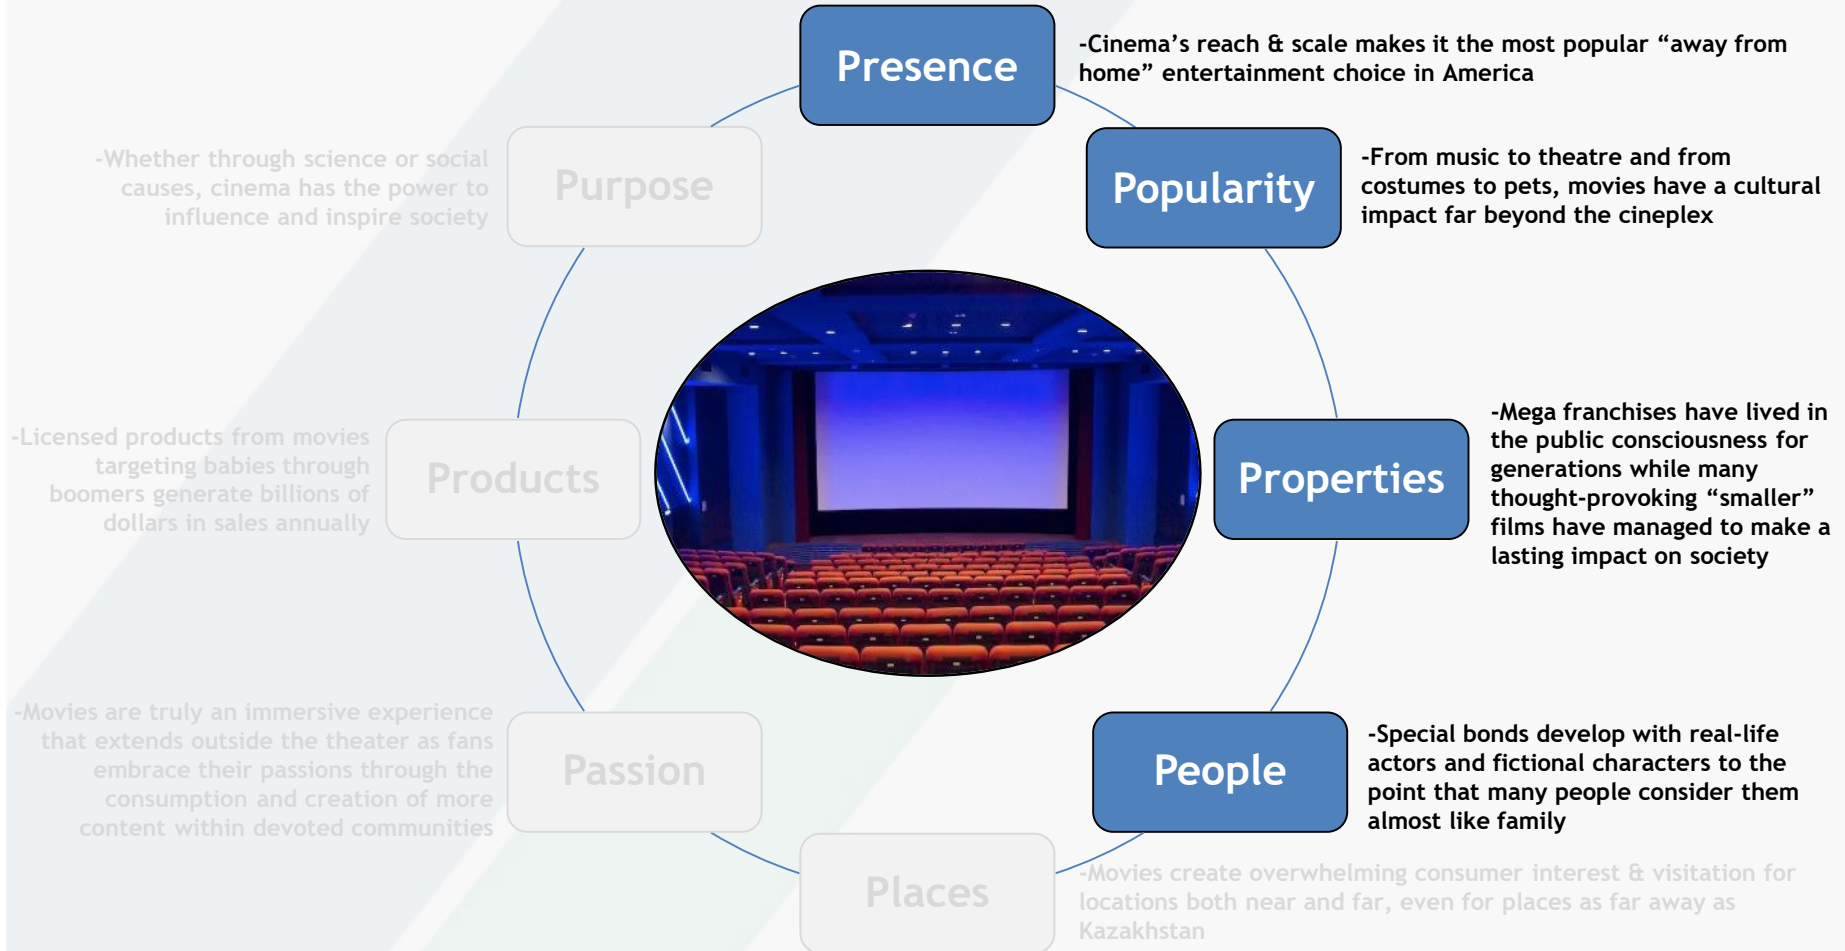 Presence
-Cinema’s reach & scale makes it the most popular “away from
home” entertainment choice in America
Popularity
-From music to theatre and from
costumes to pets, movies have a cultural
impact far beyond the cineplex
Properties
-Mega franchises have lived in
the public consciousness for
generations while many
thought-provoking “smaller”
films have managed to make a
lasting impact on society
People
-Special bonds develop with real-life
actors and fictional characters to the
point that many people consider them
almost like family
Places
-Movies create overwhelming consumer interest & visitation for
locations both near and far, even for places as far away as
Kazakhstan
Passion
-Movies are truly an immersive experience
that extends outside the theater as fans
embrace their passions through the
consumption and creation of more
content within devoted communities
Products
-Licensed products from movies
targeting babies through
boomers generate billions of
dollars in sales annually
Purpose
-Whether through science or social
causes, cinema has the power to
influence and inspire society